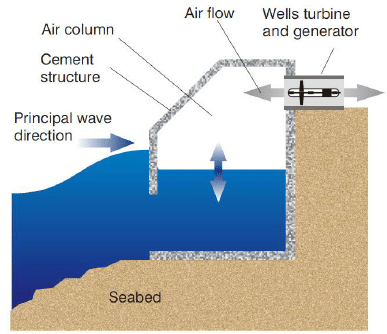 Air flow
Wells turbine
and generator
Air column
Cement
structure
Principal wave
direction
Seabed